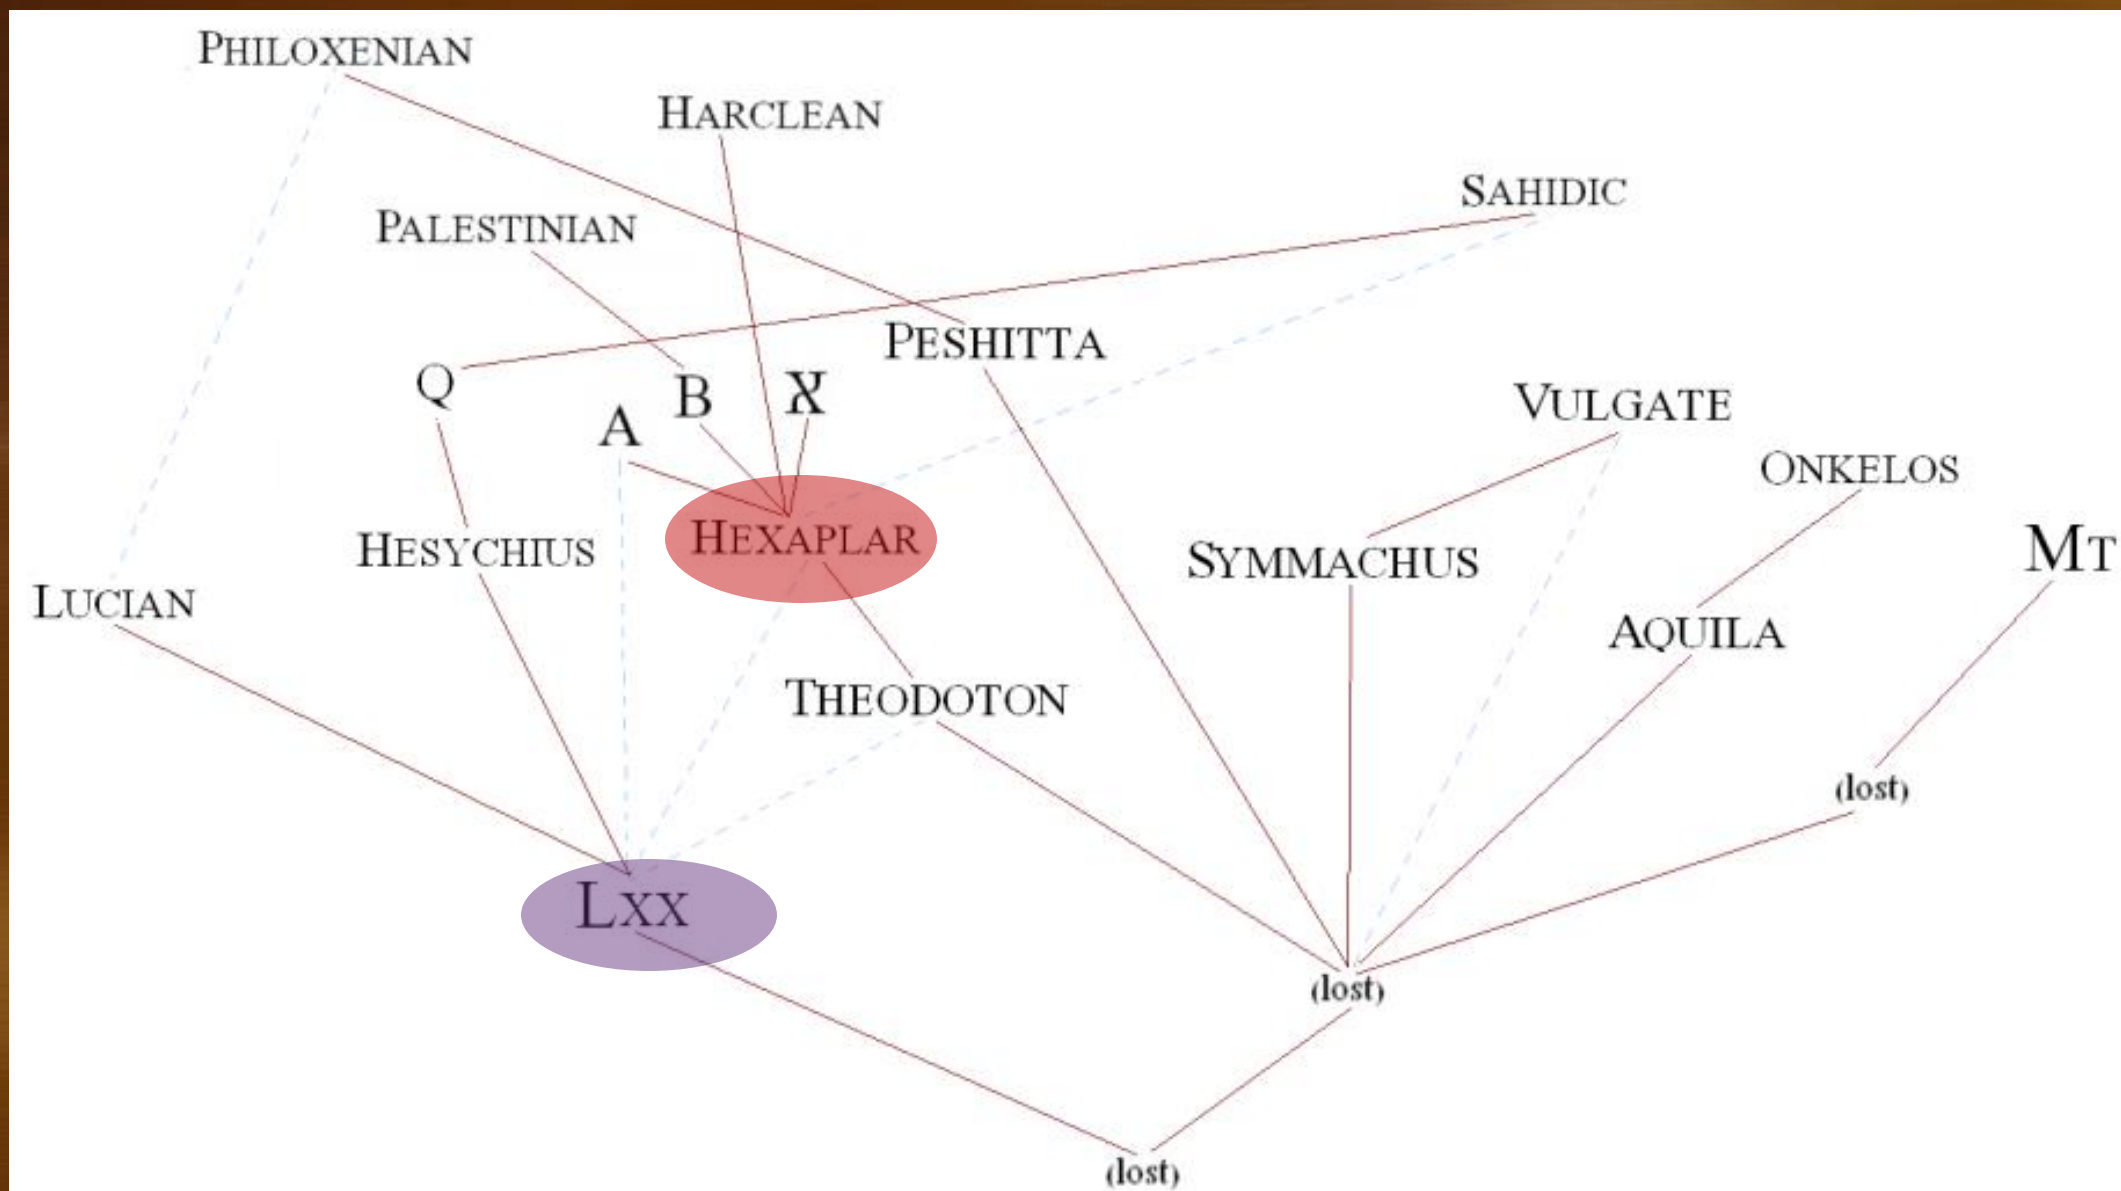 PHILOXENIAN
HARCLEAN
SAHIDIC
PALESTINIAN
PESHITTA
Q
B
A
VULGATE
ONKELOS
HESYCHIUS
HEXAPLAR
SYMMACHUS
MT
LUCIAN
AQUILA
THEODOTON
(lost)
LXX
(lost)
(lost)